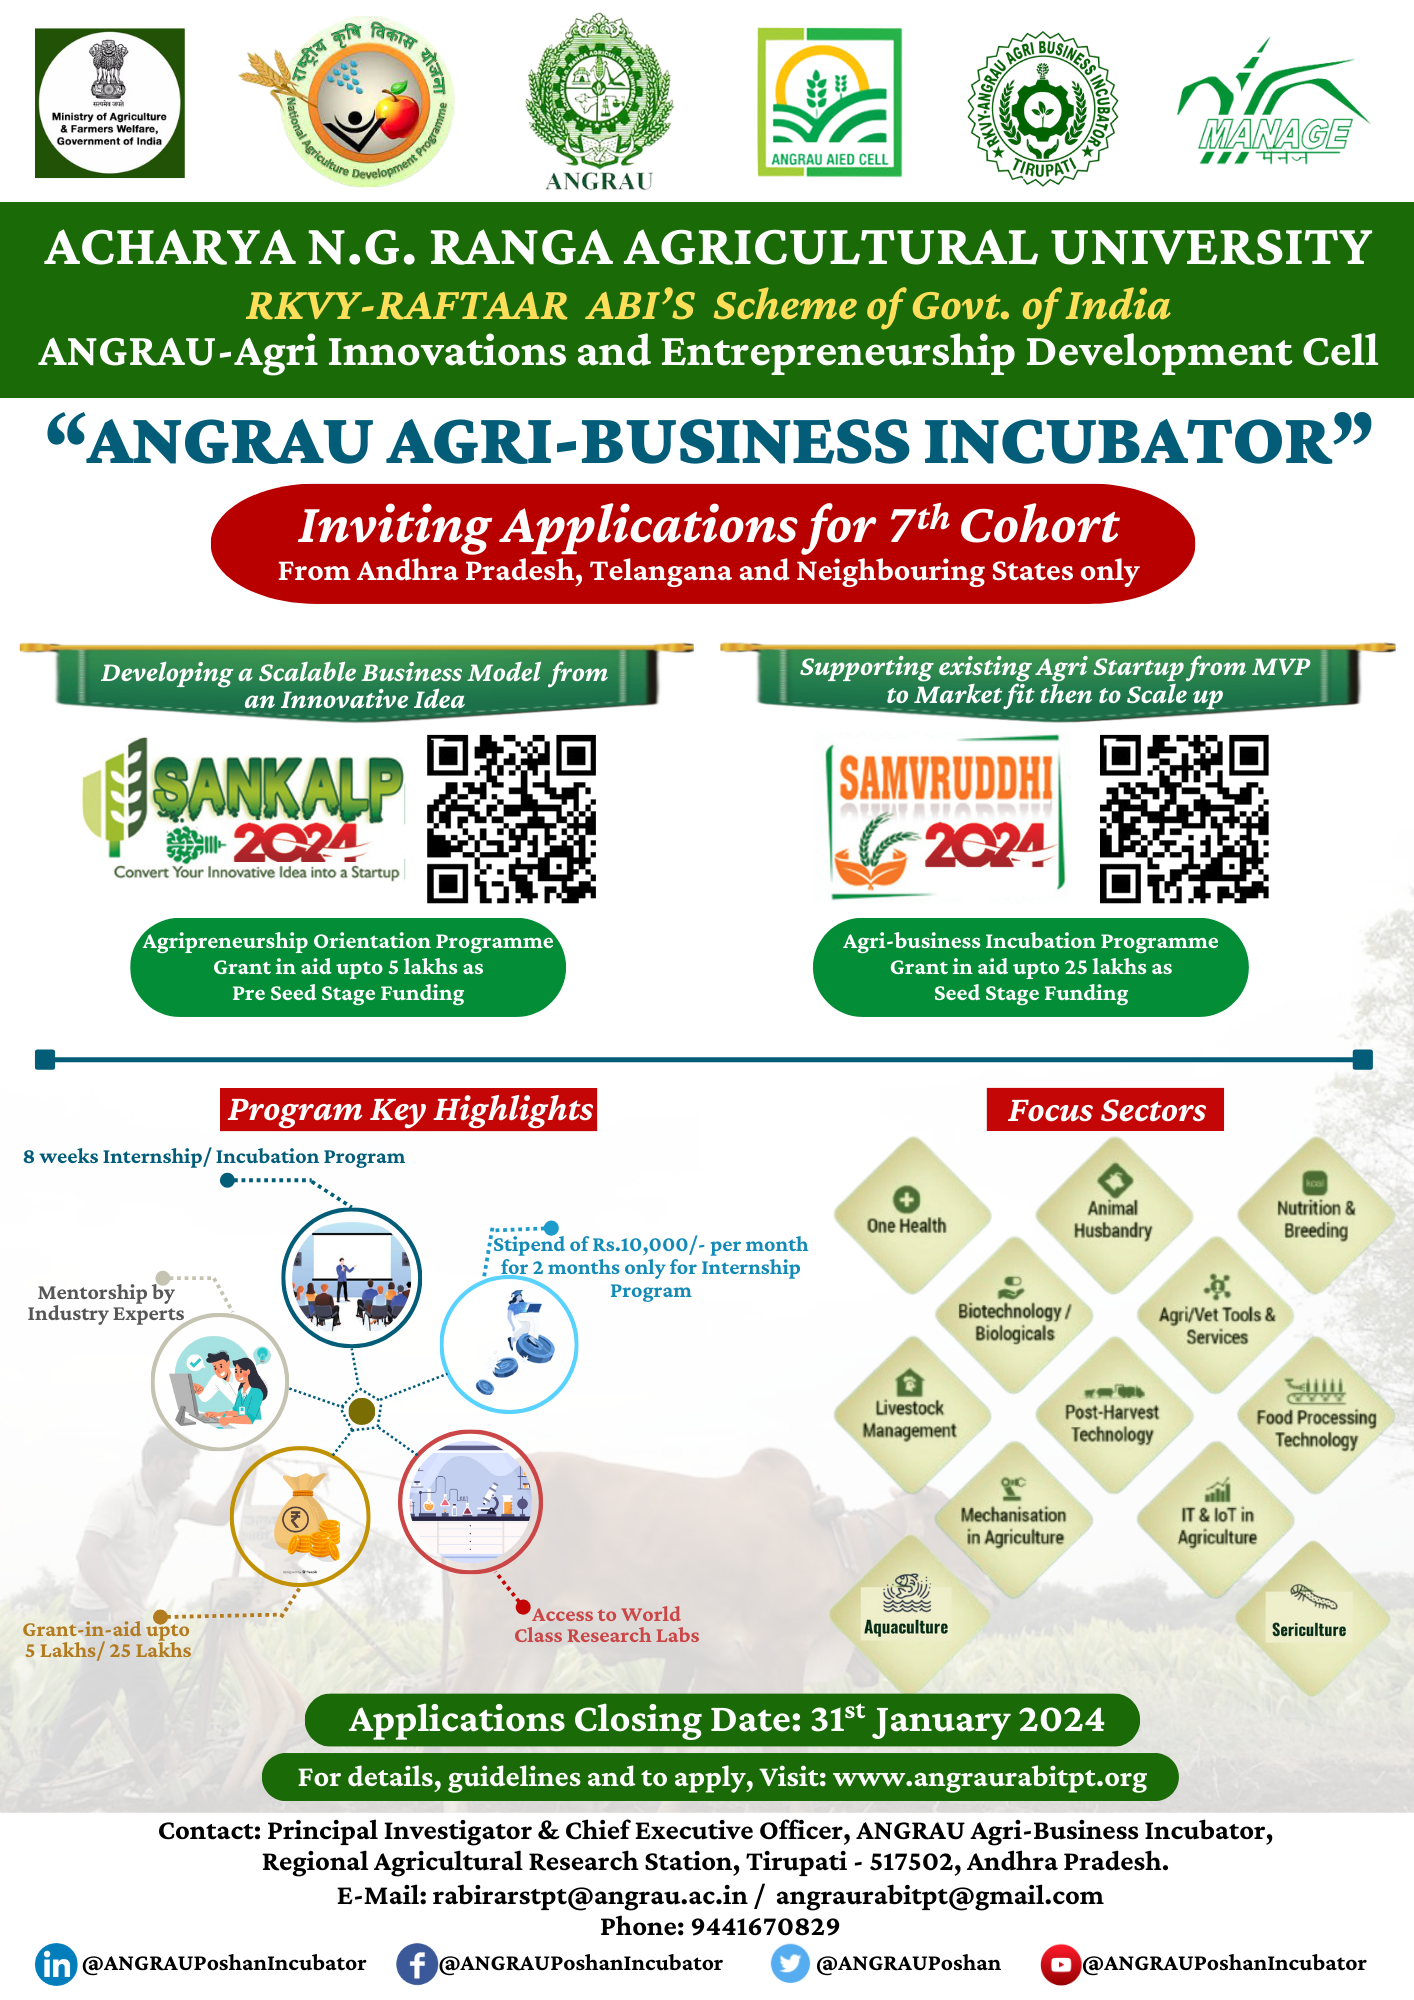 सत्यमेव जयते
Ministry of Agriculture
& Farmers Welfare,
Government of India
राष्ट्रीय कृषि विकास योजना
National Agriculture Development Programme
ANGRAU
ANGRAU AIED CELL
RKVY-ANGRAU AGRI BUSINESS INCUBATOR
TIRUPATI
MANAGE
मैनेज
ACHARYA N.G. RANGA AGRICULTURAL UNIVERSITY
RKVY-RAFTAAR ABI’S Scheme of Govt. of India
ANGRAU-Agri Innovations and Entrepreneurship Development Cell
“ANGRAU AGRI-BUSINESS INCUBATOR”
Inviting Applications for 7th Cohort
From Andhra Pradesh, Telangana and Neighbouring States only
Developing a Scalable Business Model from
an Innovative Idea
SANKALP
2024
Convert Your Innovative Idea into a Startup
Agripreneurship Orientation Programme
Grant in aid upto 5 lakhs as
Pre Seed Stage Funding
Supporting existing Agri Startup from MVP
to Market fit then to Scale up
SAMVRUDDHI
2024
Agri-business Incubation Programme
Grant in aid upto 25 lakhs as
Seed Stage Funding
Program Key Highlights
8 weeks Internship/ Incubation Program
Stipend of Rs.10,000/- per month
for 2 months only for Internship
Program
Mentorship by
Industry Experts
Grant-in-aid upto
5 Lakhs/ 25 Lakhs
Access to World
Class Research Labs
Focus Sectors
One Health
Animal
Husbandry
kcal
Nutrition &
Breeding
Biotechnology /
Biologicals
Agri/Vet Tools &
Services
Livestock
Management
Post-Harvest
Technology
Food Processing
Technology
Mechanisation
in Agriculture
IT & IoT in
Agriculture
Aquaculture
Sericulture
Applications Closing Date: 31st January 2024
For details, guidelines and to apply, Visit: www.angraurabitpt.org
Contact: Principal Investigator & Chief Executive Officer, ANGRAU Agri-Business Incubator,
Regional Agricultural Research Station, Tirupati - 517502, Andhra Pradesh.
E-Mail: rabirarstpt@angrau.ac.in / angraurabitpt@gmail.com
Phone: 9441670829
@ANGRAUPoshanIncubator
@ANGRAUPoshanIncubator
@ANGRAUPoshan
@ANGRAUPoshanIncubator